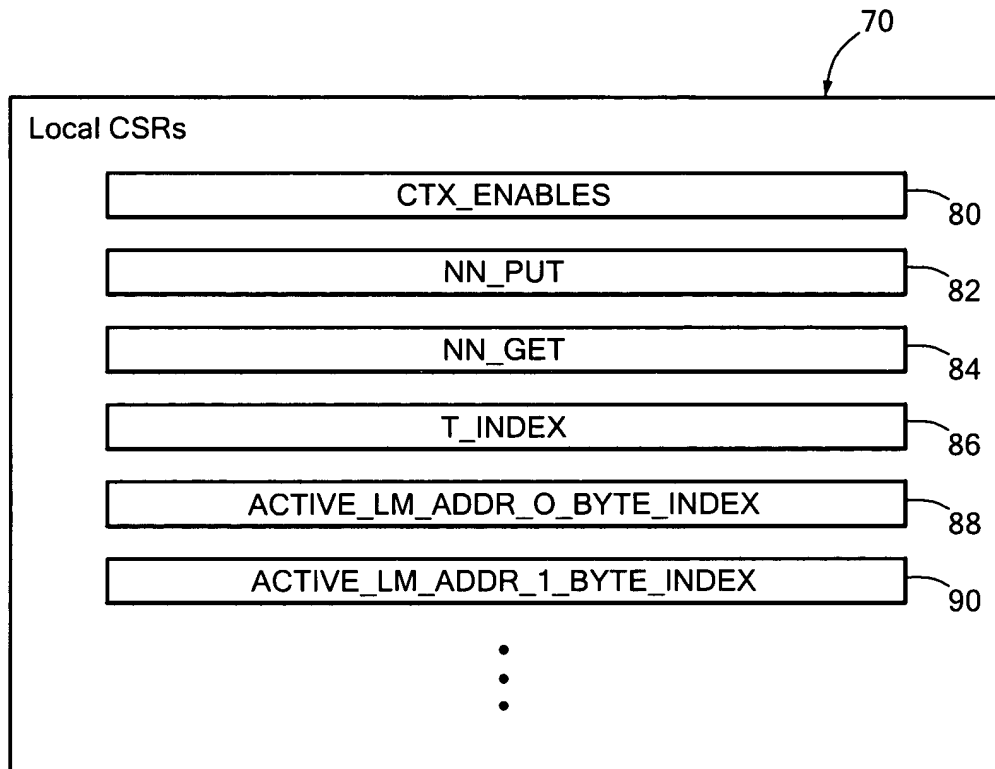 70
Local CSRs
CTX_ENABLES
80
NN_PUT
82
NN_GET
84
T_INDEX
86
ACTIVE_LM_ADDR_O_BYTE_INDEX
88
ACTIVE_LM_ADDR_1_BYTE_INDEX
90